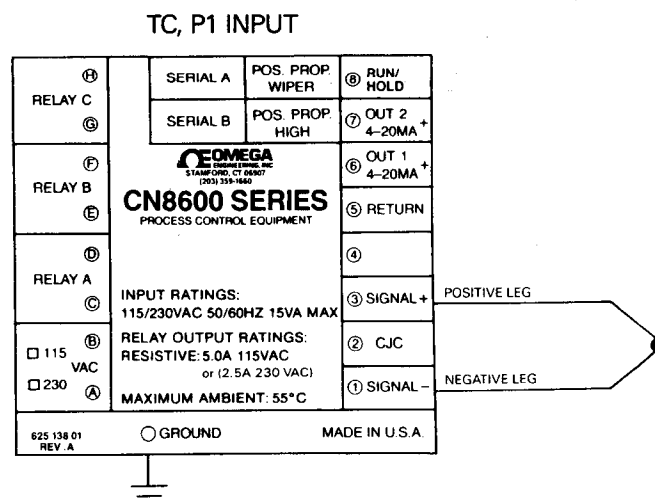 TC, P1 INPUT
Ⓗ
RELAY C
Ⓖ
Ⓕ
RELAY B
Ⓔ
Ⓓ
RELAY A
Ⓒ
Ⓑ
☐ 115
VAC
☐ 230
Ⓐ
SERIAL A
POS. PROP.
WIPER
SERIAL B
POS. PROP.
HIGH
OMEGA
ENGINEERING, INC
STAMFORD, CT 06907
(203) 359-1660
CN8600 SERIES
PROCESS CONTROL EQUIPMENT
INPUT RATINGS:
115/230VAC 50/60HZ 15VA MAX
RELAY OUTPUT RATINGS:
RESISTIVE: 5.0A 115VAC
or (2.5A 230 VAC)
MAXIMUM AMBIENT: 55°C
⑧ RUN/
HOLD
⑦ OUT 2 +
4–20MA
⑥ OUT 1 +
4–20MA
⑤ RETURN
④
③ SIGNAL +
② CJC
① SIGNAL –
POSITIVE LEG
NEGATIVE LEG
625 138 01
REV . A
GROUND
MADE IN U.S.A.